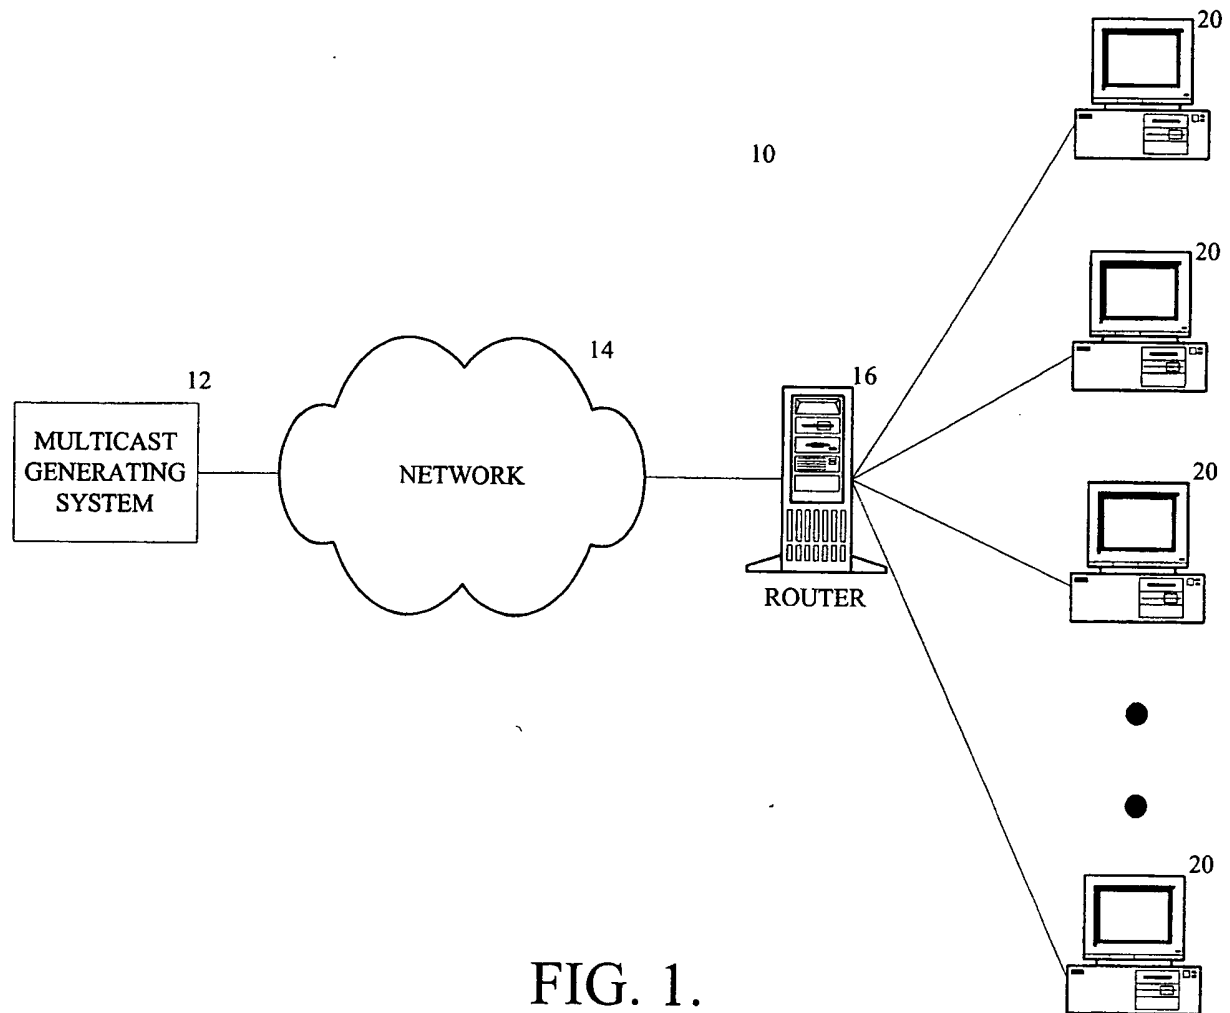 20
10
20
14
16
12
MULTICAST
GENERATING
SYSTEM
NETWORK
20
ROUTER
20
FIG. 1.